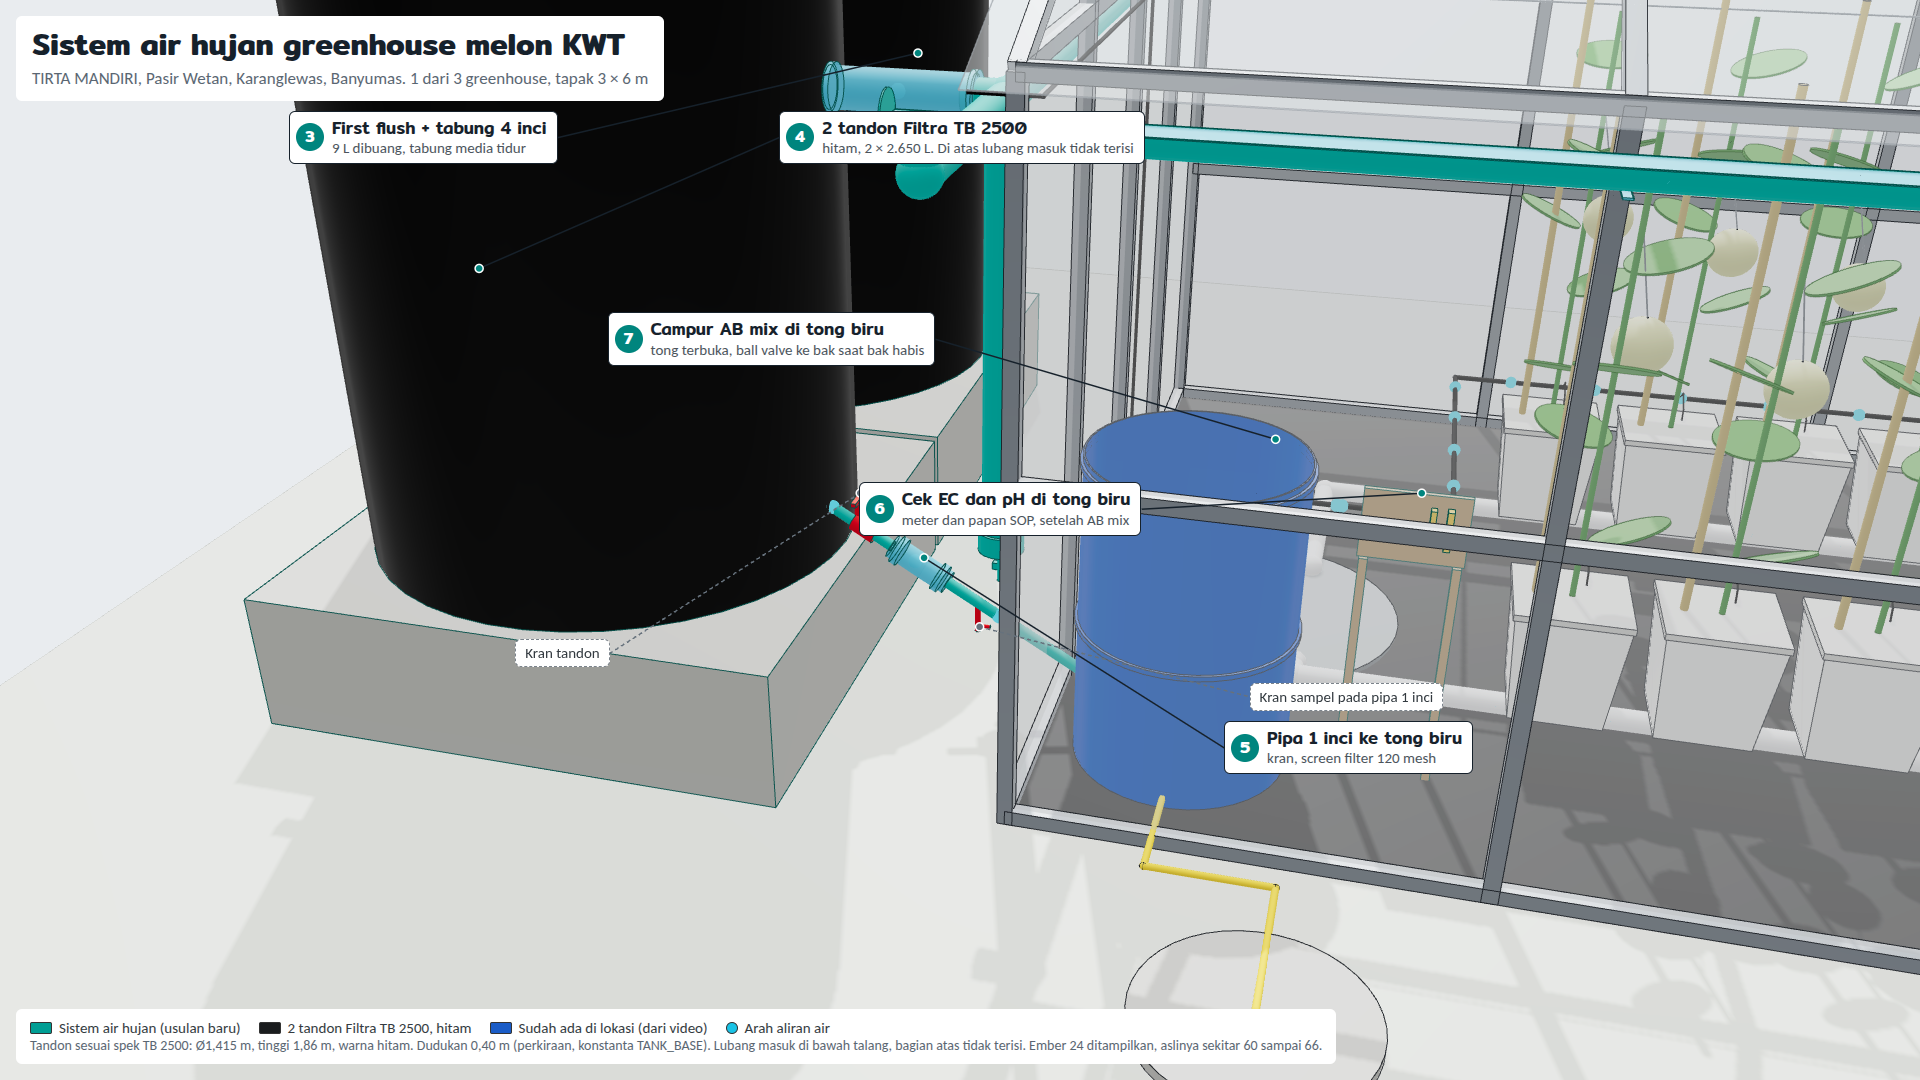 Sistem air hujan greenhouse melon KWT
TIRTA MANDIRI, Pasir Wetan, Karanglewas, Banyumas. 1 dari 3 greenhouse, tapak 3 × 6 m
3
First flush + tabung 4 inci
9 L dibuang, tabung media tidur
4
2 tandon Filtra TB 2500
hitam, 2 × 2.650 L. Di atas lubang masuk tidak terisi
7
Campur AB mix di tong biru
tong terbuka, ball valve ke bak saat bak habis
6
Cek EC dan pH di tong biru
meter dan papan SOP, setelah AB mix
Kran tandon
Kran sampel pada pipa 1 inci
5
Pipa 1 inci ke tong biru
kran, screen filter 120 mesh
Sistem air hujan (usulan baru)
2 tandon Filtra TB 2500, hitam
Sudah ada di lokasi (dari video)
Arah aliran air
Tandon sesuai spek TB 2500: Ø1,415 m, tinggi 1,86 m, warna hitam. Dudukan 0,40 m (perkiraan, konstanta TANK_BASE). Lubang masuk di bawah talang, bagian atas tidak terisi. Ember 24 ditampilkan, aslinya sekitar 60 sampai 66.